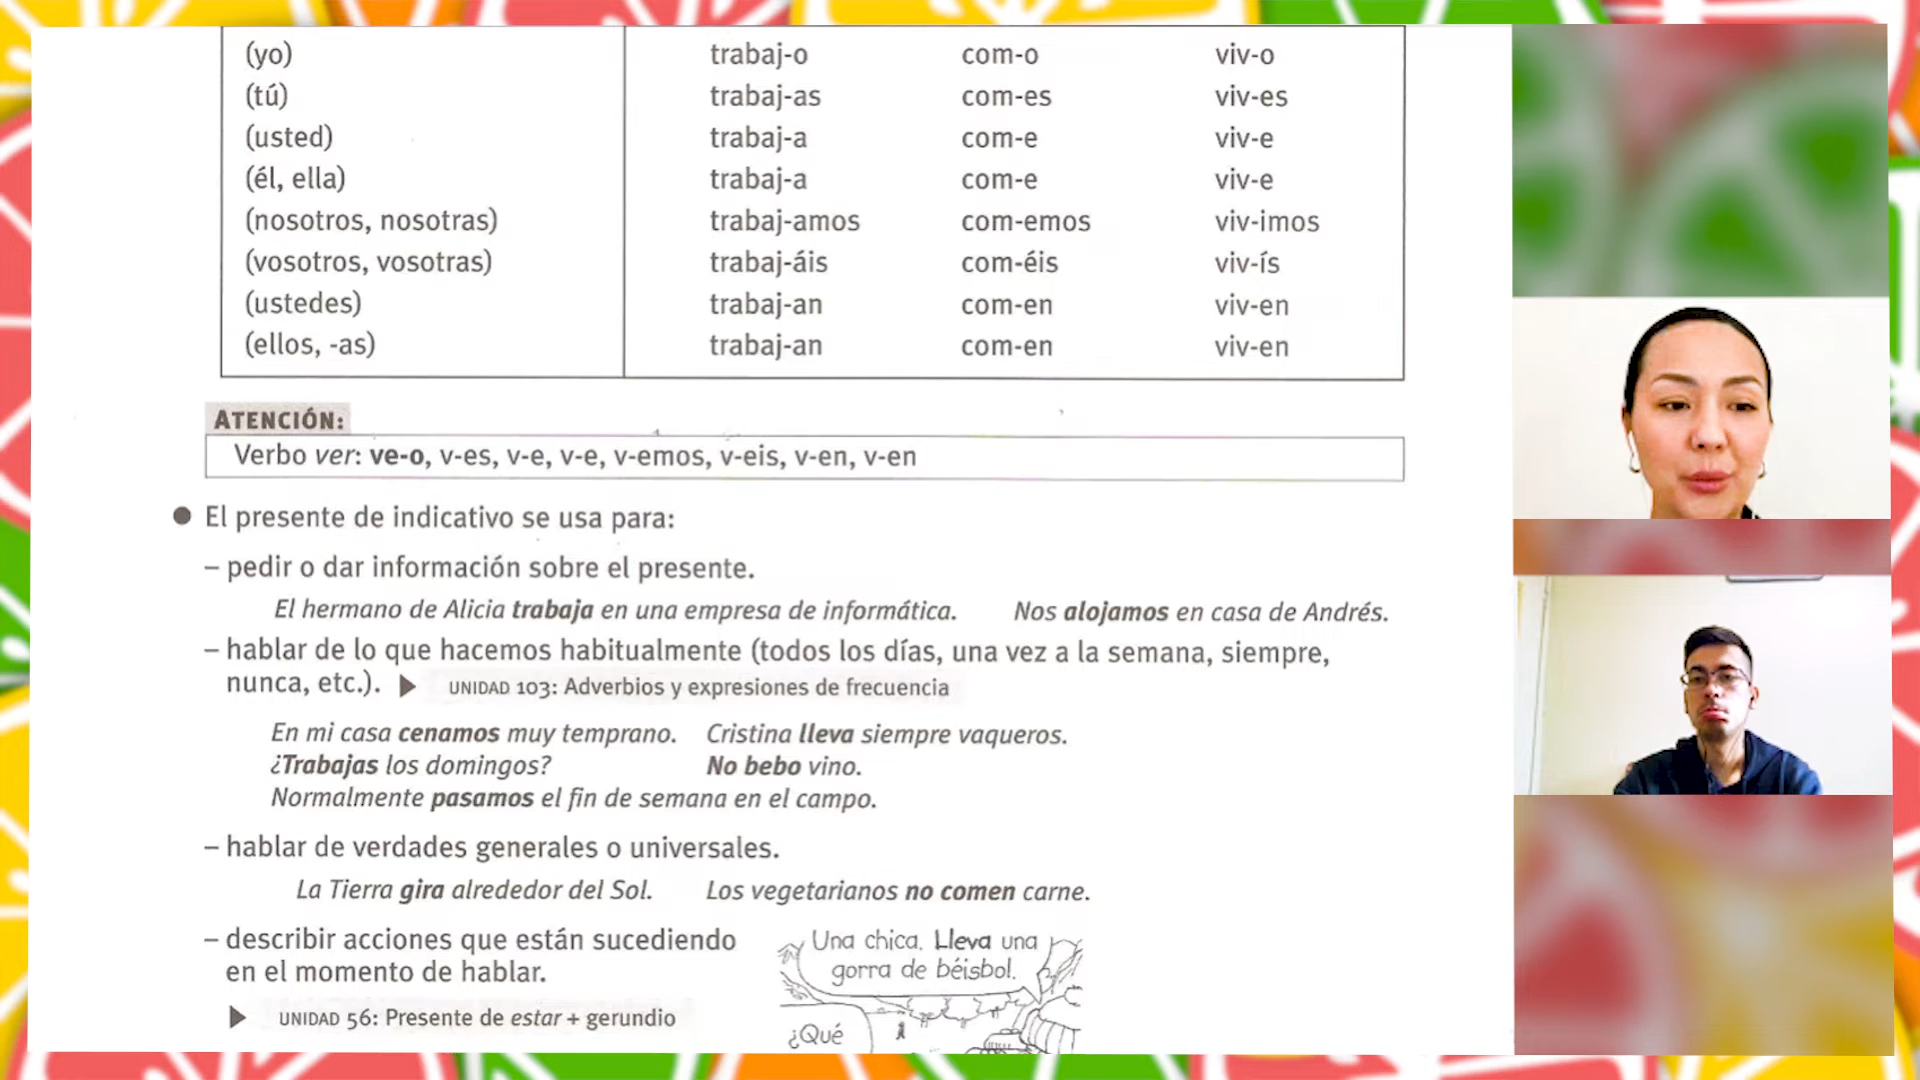 (yo) trabaj-o com-o viv-o
(tú) trabaj-as com-es viv-es
(usted) trabaj-a com-e viv-e
(él, ella) trabaj-a com-e viv-e
(nosotros, nosotras) trabaj-amos com-emos viv-imos
(vosotros, vosotras) trabaj-áis com-éis viv-ís
(ustedes) trabaj-an com-en viv-en
(ellos, -as) trabaj-an com-en viv-en
ATENCIÓN:
Verbo ver: ve-o, v-es, v-e, v-e, v-emos, v-eis, v-en, v-en
● El presente de indicativo se usa para:
– pedir o dar información sobre el presente.
El hermano de Alicia trabaja en una empresa de informática. Nos alojamos en casa de Andrés.
– hablar de lo que hacemos habitualmente (todos los días, una vez a la semana, siempre,
nunca, etc.). ▶ UNIDAD 103: Adverbios y expresiones de frecuencia
En mi casa cenamos muy temprano. Cristina lleva siempre vaqueros.
¿Trabajas los domingos? No bebo vino.
Normalmente pasamos el fin de semana en el campo.
– hablar de verdades generales o universales.
La Tierra gira alrededor del Sol. Los vegetarianos no comen carne.
– describir acciones que están sucediendo
en el momento de hablar.
▶ UNIDAD 56: Presente de estar + gerundio
Una chica. Lleva una
gorra de béisbol.
¿Qué